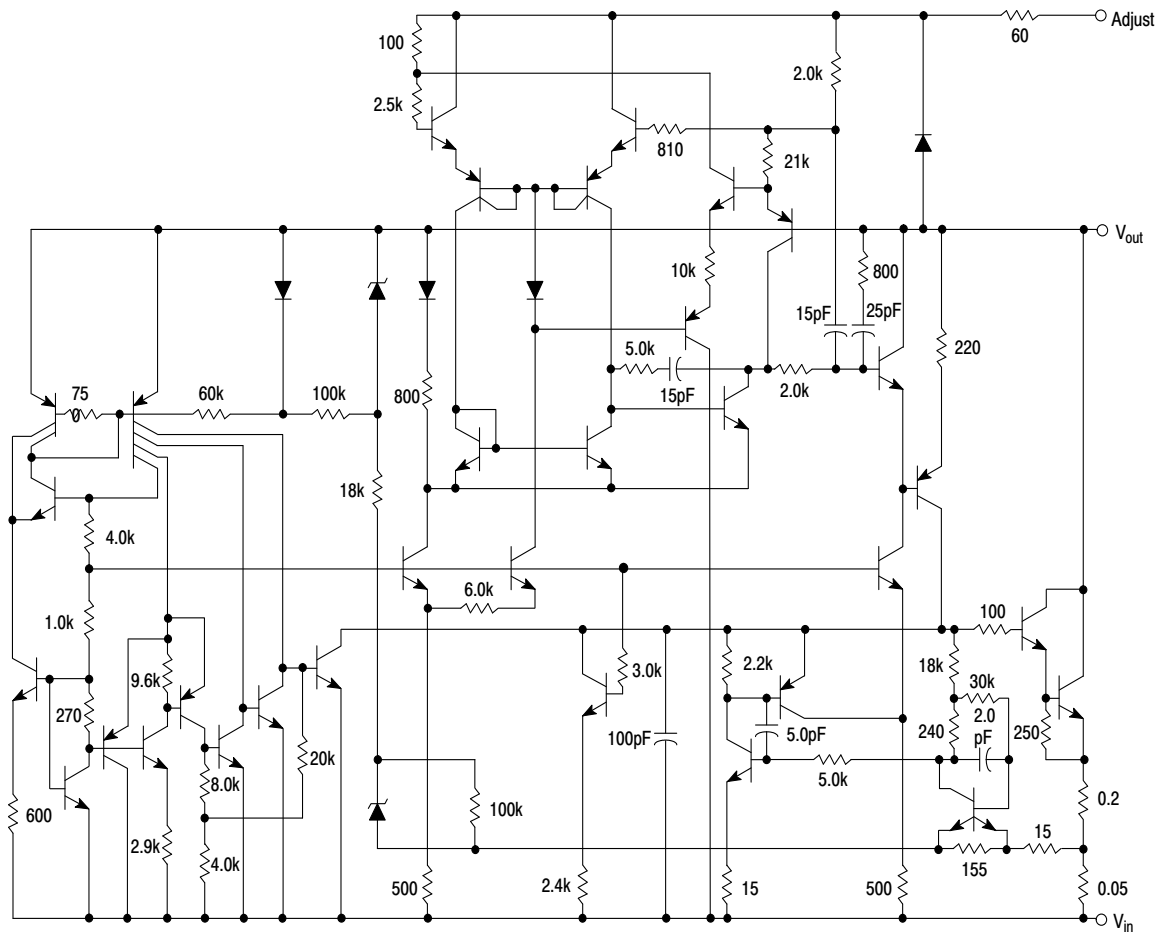 Adjust
60
100
2.0k
2.5k
810
21k
Vout
10k
800
15pF
25pF
220
5.0k
15pF
2.0k
75
0
60k
100k
800
18k
4.0k
6.0k
1.0k
100
3.0k
2.2k
18k
9.6k
30k
270
2.0
pF
240
250
100pF
5.0pF
20k
5.0k
8.0k
600
100k
0.2
2.9k
4.0k
15
155
500
2.4k
15
500
0.05
Vin